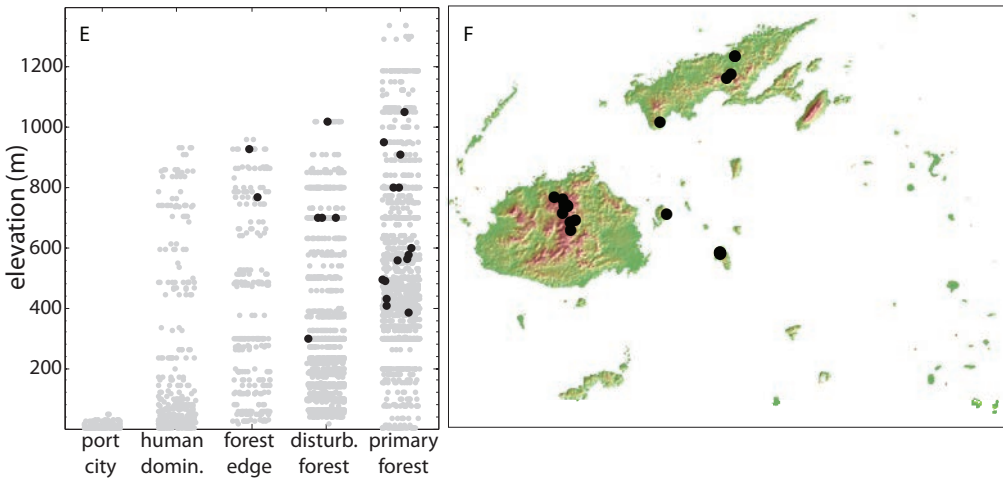 E
F
elevation (m)
1200
1000
800
600
400
200
port city
human domin.
forest edge
disturb. forest
primary forest